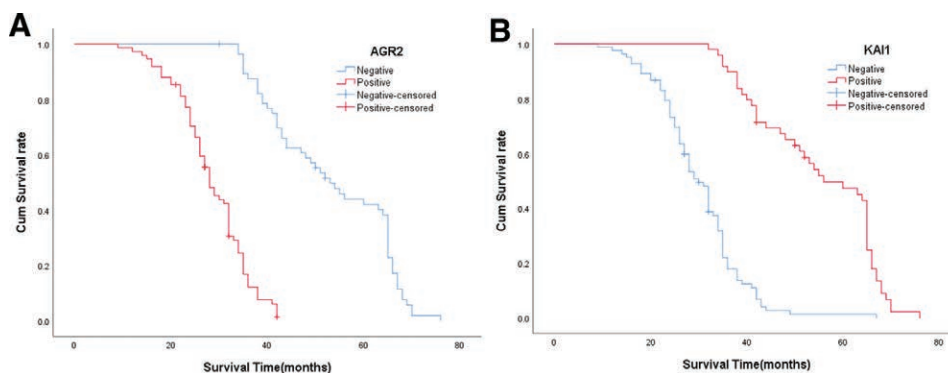 A
AGR2
Negative
Positive
Negative-censored
Positive-censored
Cum Survival rate
1.0
0.8
0.6
0.4
0.2
0.0
0
20
40
60
80
Survival Time(months)
B
KAI1
Negative
Positive
Negative-censored
Positive-censored
Cum Survival rate
1.0
0.8
0.6
0.4
0.2
0.0
0
20
40
60
80
Survival Time(months)